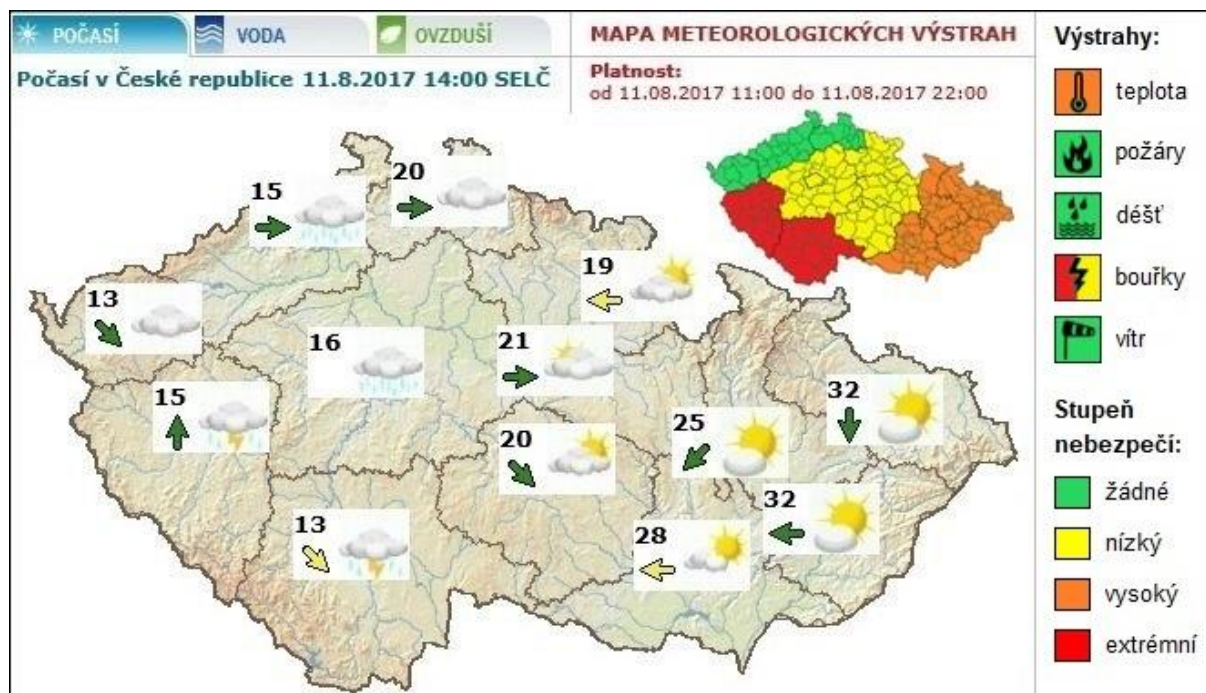 POČASÍ
VODA
OVZDUŠÍ
MAPA METEOROLOGICKÝCH VÝSTRAH
Počasí v České republice 11.8.2017 14:00 SELČ
Platnost:
od 11.08.2017 11:00 do 11.08.2017 22:00
15
20
19
13
16
21
15
20
25
32
13
28
32
Výstrahy:
teplota
požáry
déšť
bouřky
vítr
Stupeň
nebezpečí:
žádné
nízký
vysoký
extrémní